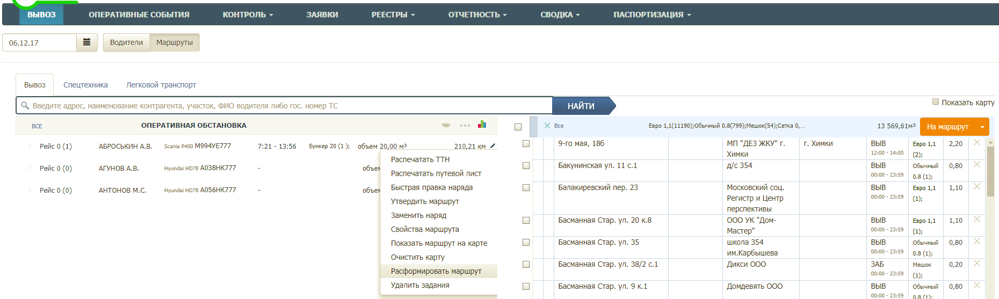 ВЫВОЗ ОПЕРАТИВНЫЕ СОБЫТИЯ КОНТРОЛЬ ЗАЯВКИ РЕЕСТРЫ ОТЧЕТНОСТЬ СВОДКА ПАСПОРТИЗАЦИЯ
06.12.17 Водители Маршруты
Вывоз Спецтехника Легковой транспорт
Введите адрес, наименование контрагента, участок, ФИО водителя либо гос. номер ТС НАЙТИ
Показать карту
ВСЕ ОПЕРАТИВНАЯ ОБСТАНОВКА
Рейс 0 (1) АБРОСЬКИН А.В. Scania P400 М994УЕ777 7:21 - 13:56 Бункер 20 (1 ); объем 20,00 м³ 210,21 км...
Рейс 0 (0) АГУНОВ А.В. Hyundai HD78 А038НК777 - объем
Рейс 0 (0) АНТОНОВ М.С. Hyundai HD78 А056НК777 - объем
Распечатать ТТН
Распечатать путевой лист
Быстрая правка наряда
Утвердить маршрут
Заменить наряд
Свойства маршрута
Показать маршрут на карте
Очистить карту
Расформировать маршрут
Удалить задания
Все Евро 1,1(11190);Обычный 0.8(799);Мешок(54);Сетка 0,... 13 569,61м³ На маршрут
9-го мая, 18б МП "ДЕЗ ЖКУ" г. г. Химки ВЫВ Евро 1,1 2,20
Химки 12:00 - 14:00 (2);
Бакунинская ул. 11 с.1 д/с 354 ВЫВ Обычный 0,80
00:00 - 23:59 0.8 (1);
Балакиревский пер. 23 Московский соц. ВЫВ Евро 1,1 1,10
Регистр и Центр 00:00 - 23:59 (1);
перспективы
Басманная Стар. ул. 20 к.8 ООО УК "Дом- ВЫВ Евро 1,1 1,10
Мастер" 00:00 - 23:59 (1);
Басманная Стар. ул. 35 школа 354 ВЫВ Обычный 0,80
им.Карбышева 00:00 - 23:59 0.8 (1);
Басманная Стар. ул. 38/2 с.1 Дикси ООО ЗАБ Мешок 0,20
00:00 - 23:59 (1);
Басманная Стар. ул. 9 к.1 Домдевять ООО ВЫВ Обычный 0,80
00:00 - 23:59 0.8 (1);